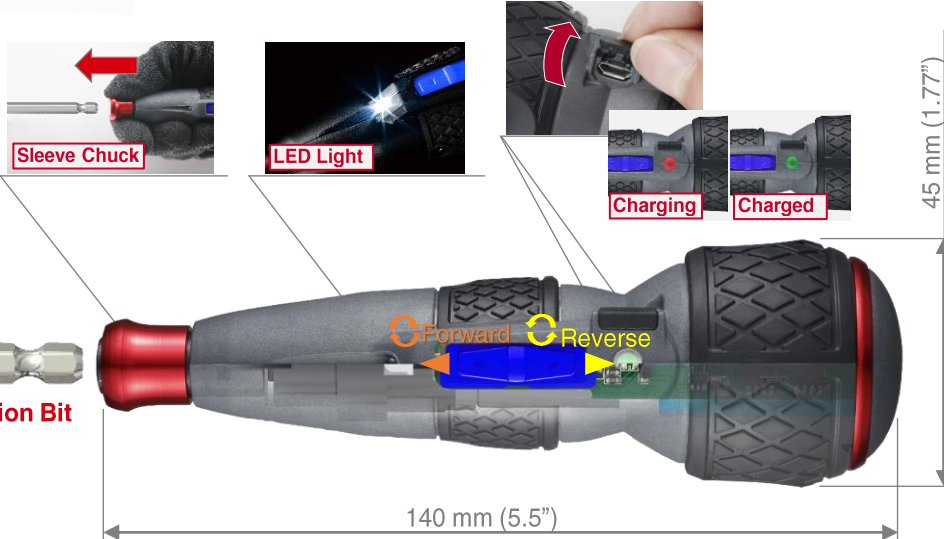 Sleeve Chuck
LED Light
Charging
Charged
45 mm (1.77”)
Forward
Reverse
ion Bit
140 mm (5.5”)